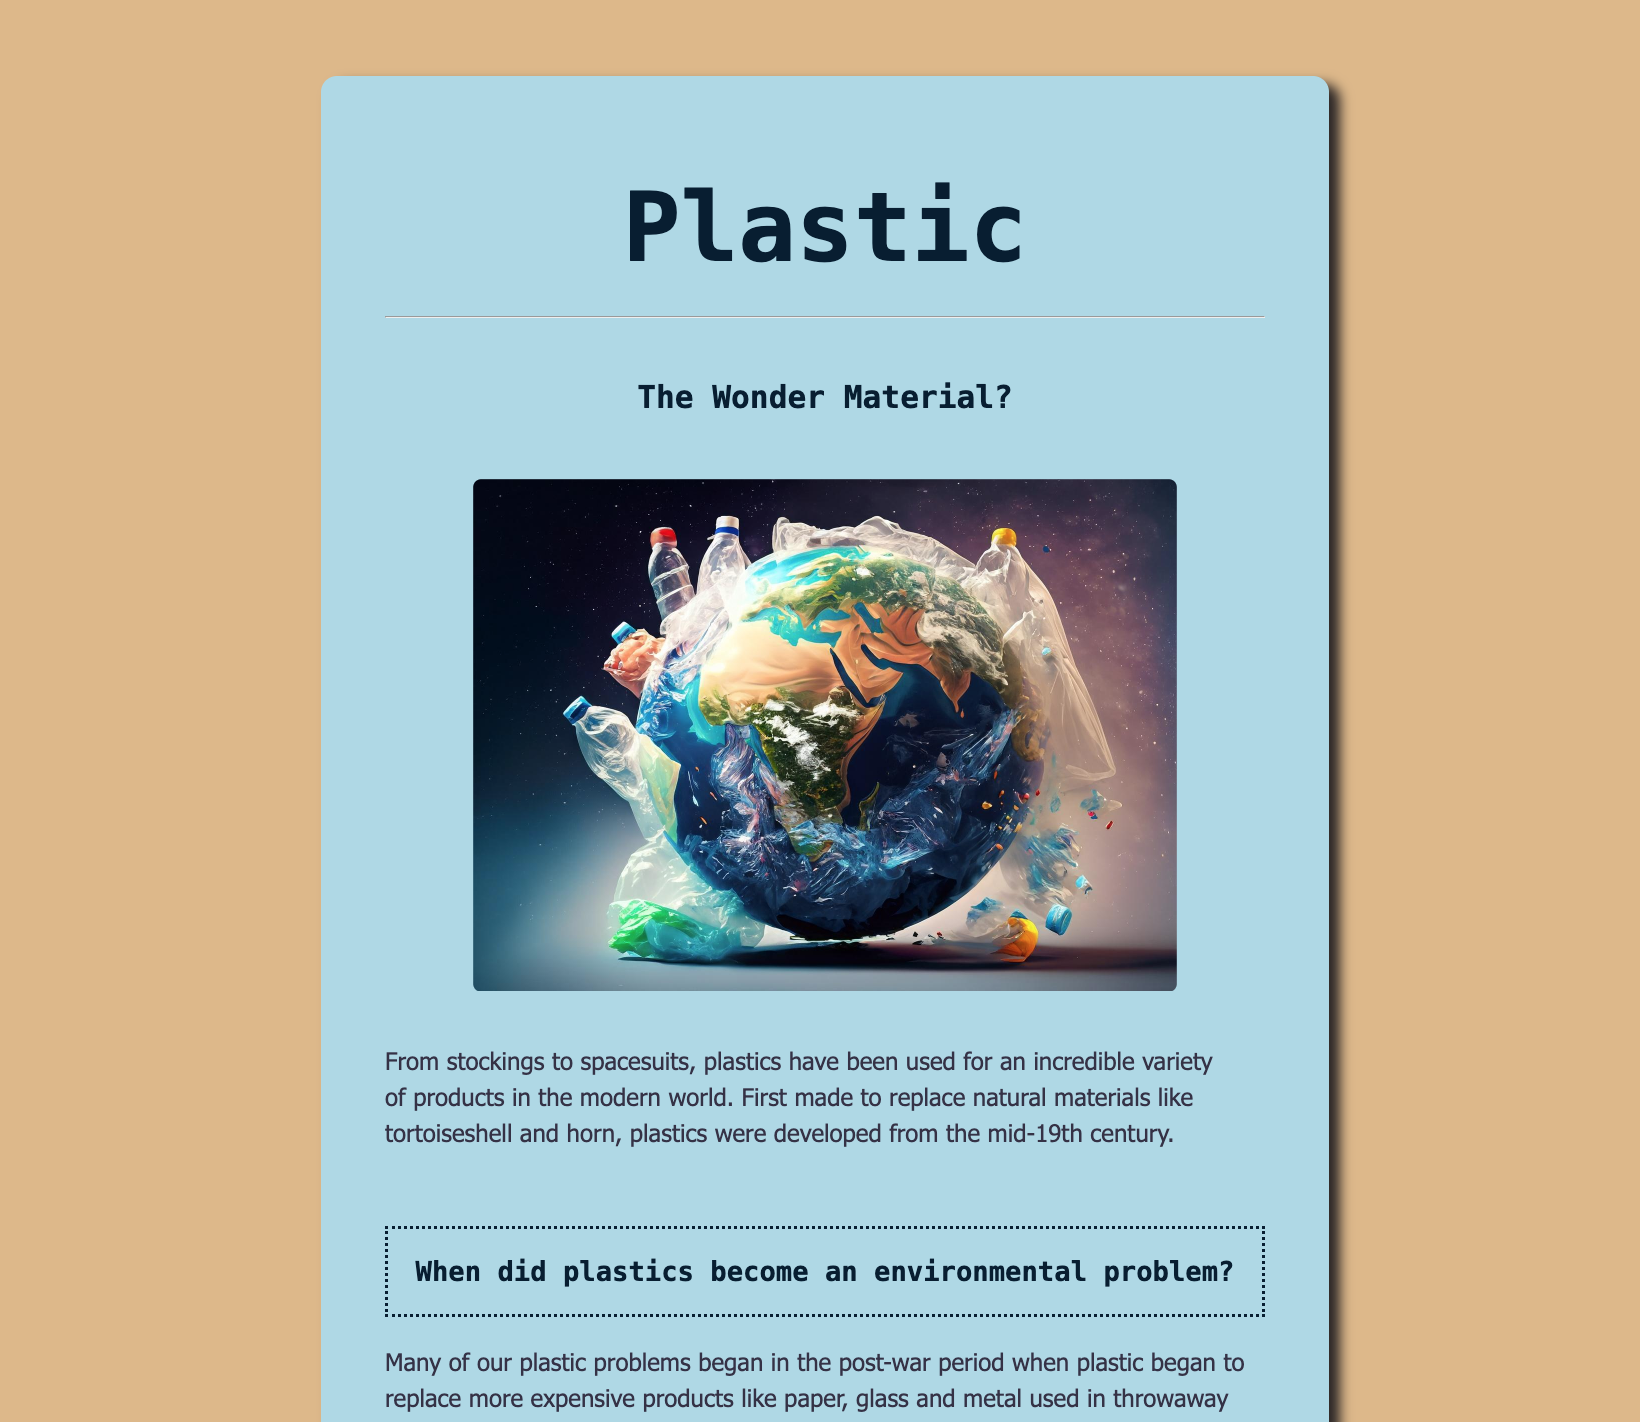 Plastic
The Wonder Material?
From stockings to spacesuits, plastics have been used for an incredible variety
of products in the modern world. First made to replace natural materials like
tortoiseshell and horn, plastics were developed from the mid-19th century.
When did plastics become an environmental problem?
Many of our plastic problems began in the post-war period when plastic began to
replace more expensive products like paper, glass and metal used in throwaway